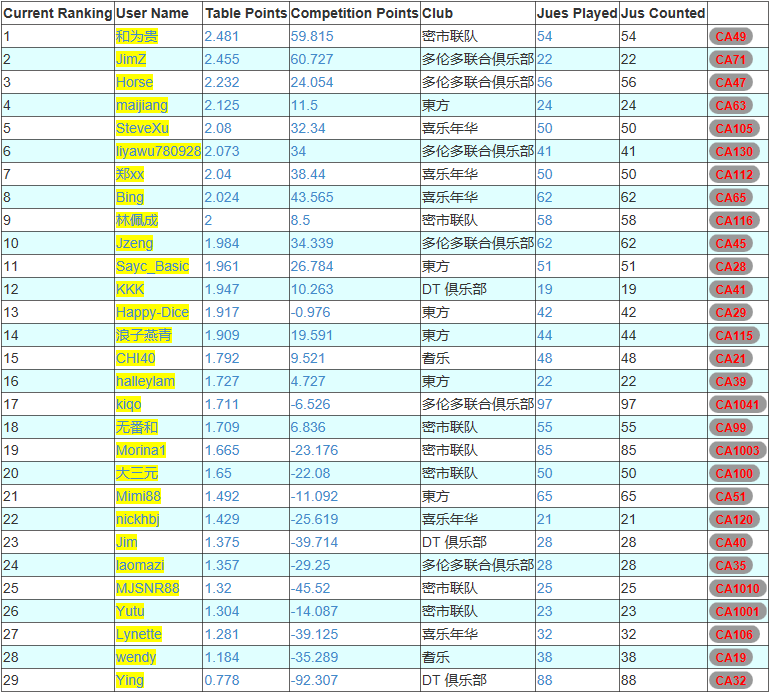 Current Ranking User Name Table Points Competition Points Club Jues Played Jus Counted
1 和为贵 2.481 59.815 密市联队 54 54 CA49
2 JimZ 2.455 60.727 多伦多联合俱乐部 22 22 CA71
3 Horse 2.232 24.054 多伦多联合俱乐部 56 56 CA47
4 maijiang 2.125 11.5 東方 24 24 CA63
5 SteveXu 2.08 32.34 喜乐年华 50 50 CA105
6 liyawu780928 2.073 34 多伦多联合俱乐部 41 41 CA130
7 郑xx 2.04 38.44 喜乐年华 50 50 CA112
8 Bing 2.024 43.565 喜乐年华 62 62 CA65
9 林佩成 2 8.5 密市联队 58 58 CA116
10 Jzeng 1.984 34.339 多伦多联合俱乐部 62 62 CA45
11 Sayc_Basic 1.961 26.784 東方 51 51 CA28
12 KKK 1.947 10.263 DT 俱乐部 19 19 CA41
13 Happy-Dice 1.917 -0.976 東方 42 42 CA29
14 浪子燕青 1.909 19.591 東方 44 44 CA115
15 CHI40 1.792 9.521 耆乐 48 48 CA21
16 halleylam 1.727 4.727 東方 22 22 CA39
17 kiqo 1.711 -6.526 多伦多联合俱乐部 97 97 CA1041
18 无番和 1.709 6.836 密市联队 55 55 CA99
19 Morina1 1.665 -23.176 密市联队 85 85 CA1003
20 大三元 1.65 -22.08 密市联队 50 50 CA100
21 Mimi88 1.492 -11.092 東方 65 65 CA51
22 nickhbj 1.429 -25.619 喜乐年华 21 21 CA120
23 Jim 1.375 -39.714 DT 俱乐部 28 28 CA40
24 laomazi 1.357 -29.25 多伦多联合俱乐部 28 28 CA35
25 MJSNR88 1.32 -45.52 密市联队 25 25 CA1010
26 Yutu 1.304 -14.087 密市联队 23 23 CA1001
27 Lynette 1.281 -39.125 喜乐年华 32 32 CA106
28 wendy 1.184 -35.289 耆乐 38 38 CA19
29 Ying 0.778 -92.307 DT 俱乐部 88 88 CA32